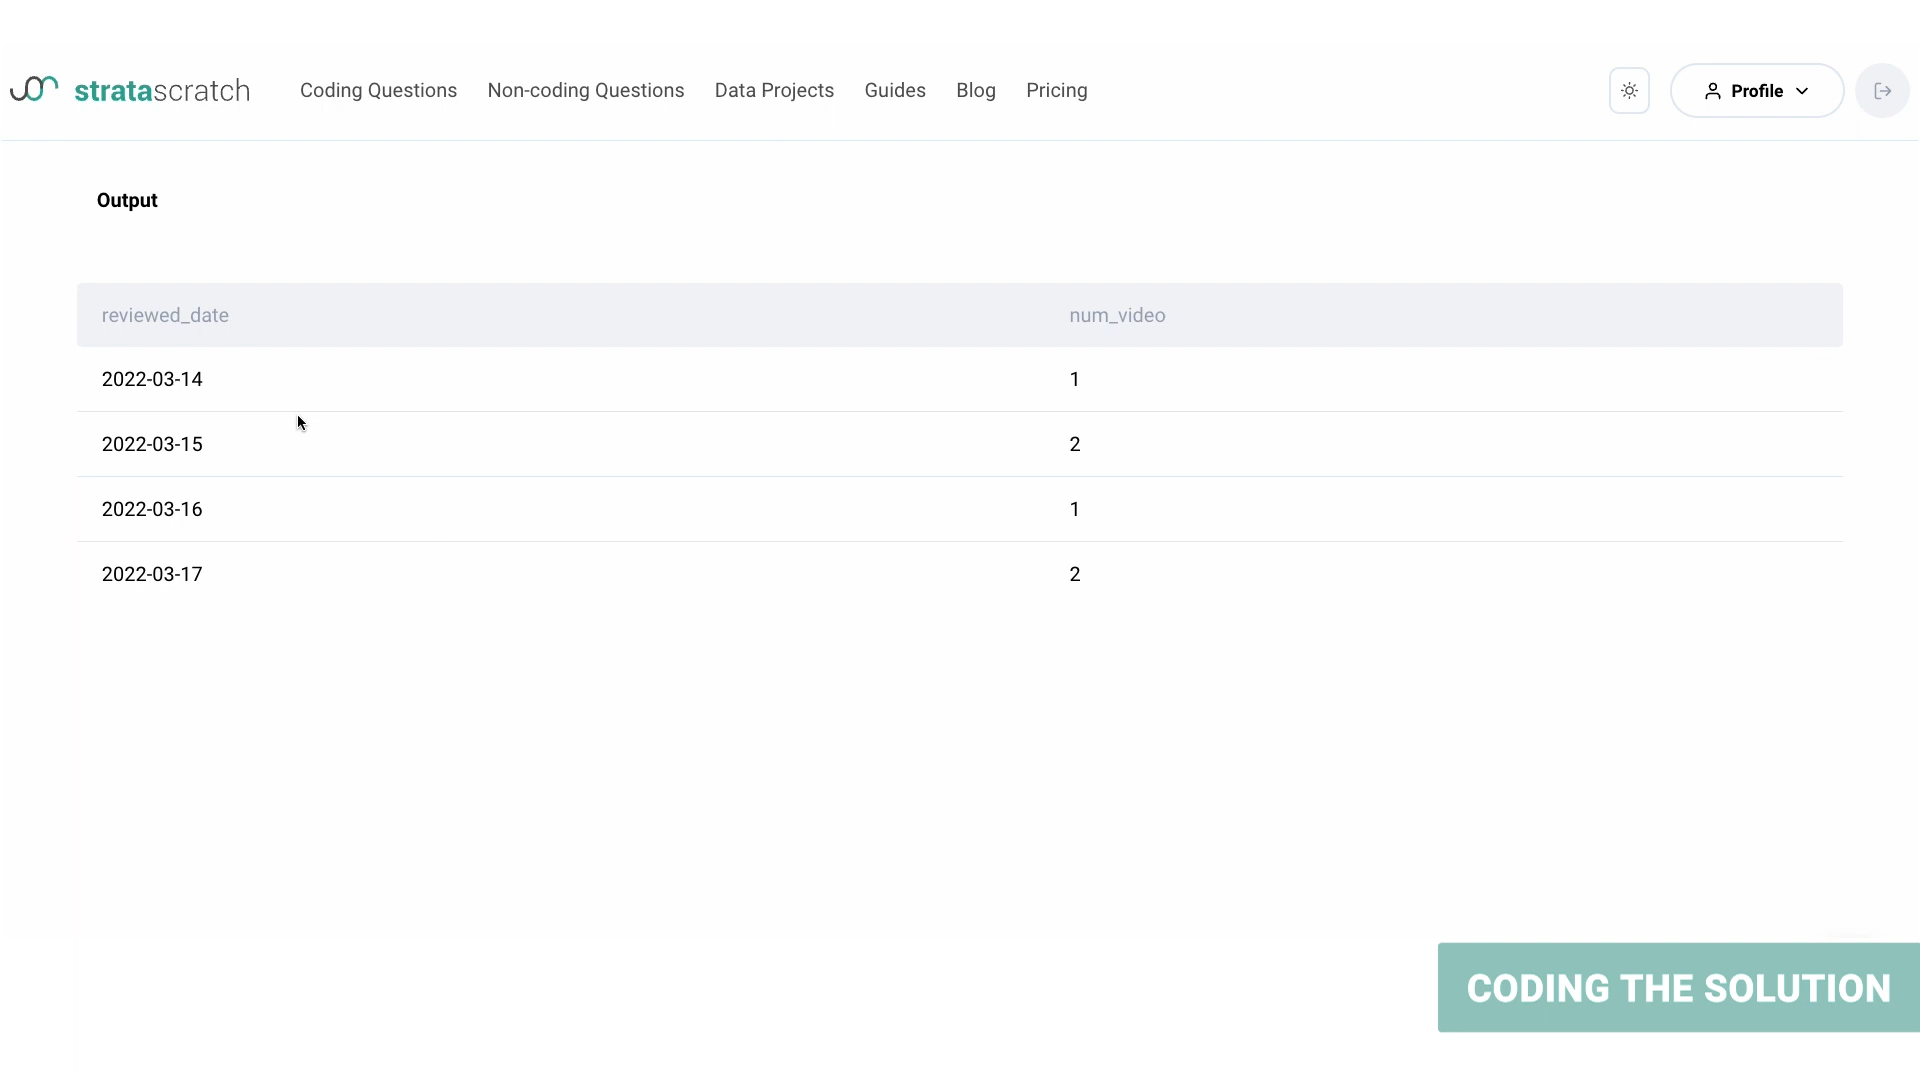 stratascratch Coding Questions Non-coding Questions Data Projects Guides Blog Pricing Profile
Output
reviewed_date num_video
2022-03-14 1
2022-03-15 2
2022-03-16 1
2022-03-17 2
CODING THE SOLUTION